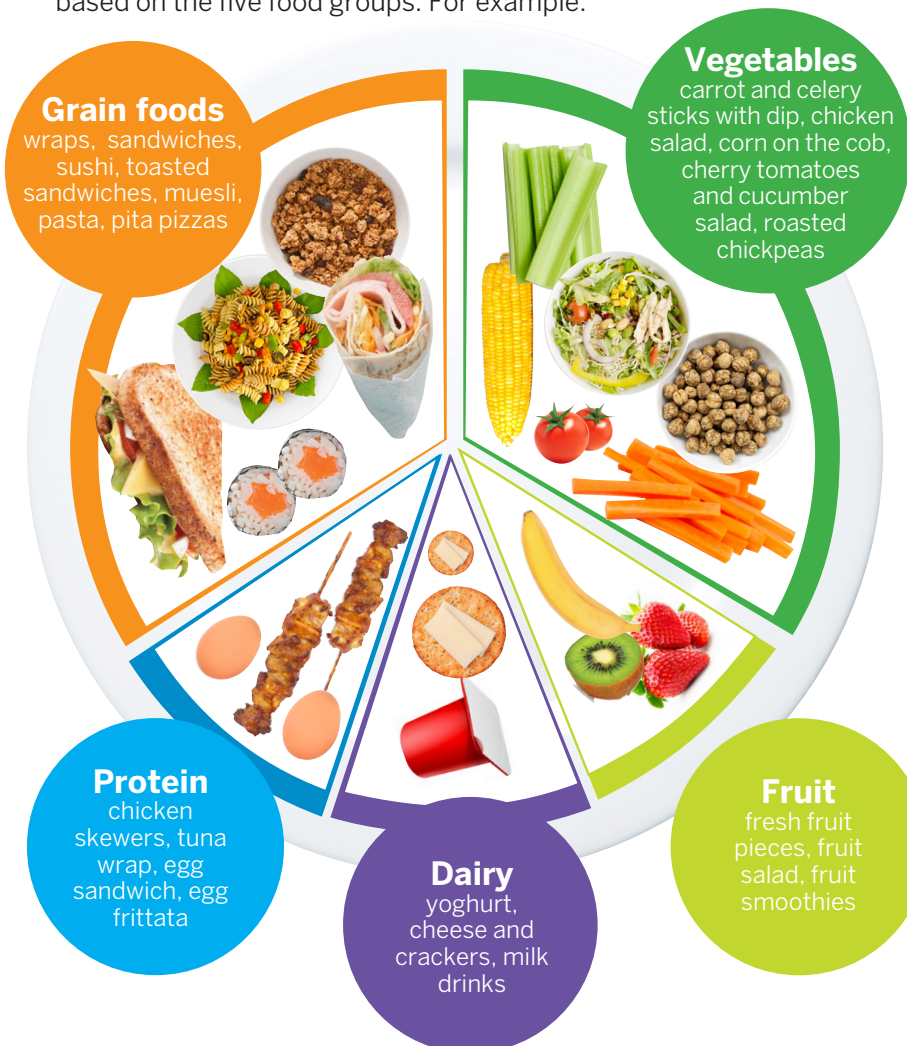 based on the five food groups. For example:
Grain foods
wraps, sandwiches,
sushi, toasted
sandwiches, muesli,
pasta, pita pizzas
Vegetables
carrot and celery
sticks with dip, chicken
salad, corn on the cob,
cherry tomatoes
and cucumber
salad, roasted
chickpeas
Protein
chicken
skewers, tuna
wrap, egg
sandwich, egg
frittata
Dairy
yoghurt,
cheese and
crackers, milk
drinks
Fruit
fresh fruit
pieces, fruit
salad, fruit
smoothies